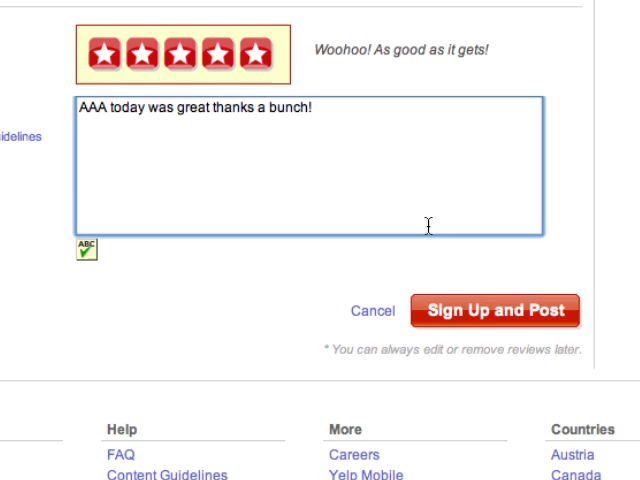 Woohoo! As good as it gets!
AAA today was great thanks a bunch!
idelines
ABC
Cancel
Sign Up and Post
* You can always edit or remove reviews later.
Help
More
Countries
FAQ
Careers
Austria
Content Guidelines
Yelp Mobile
Canada